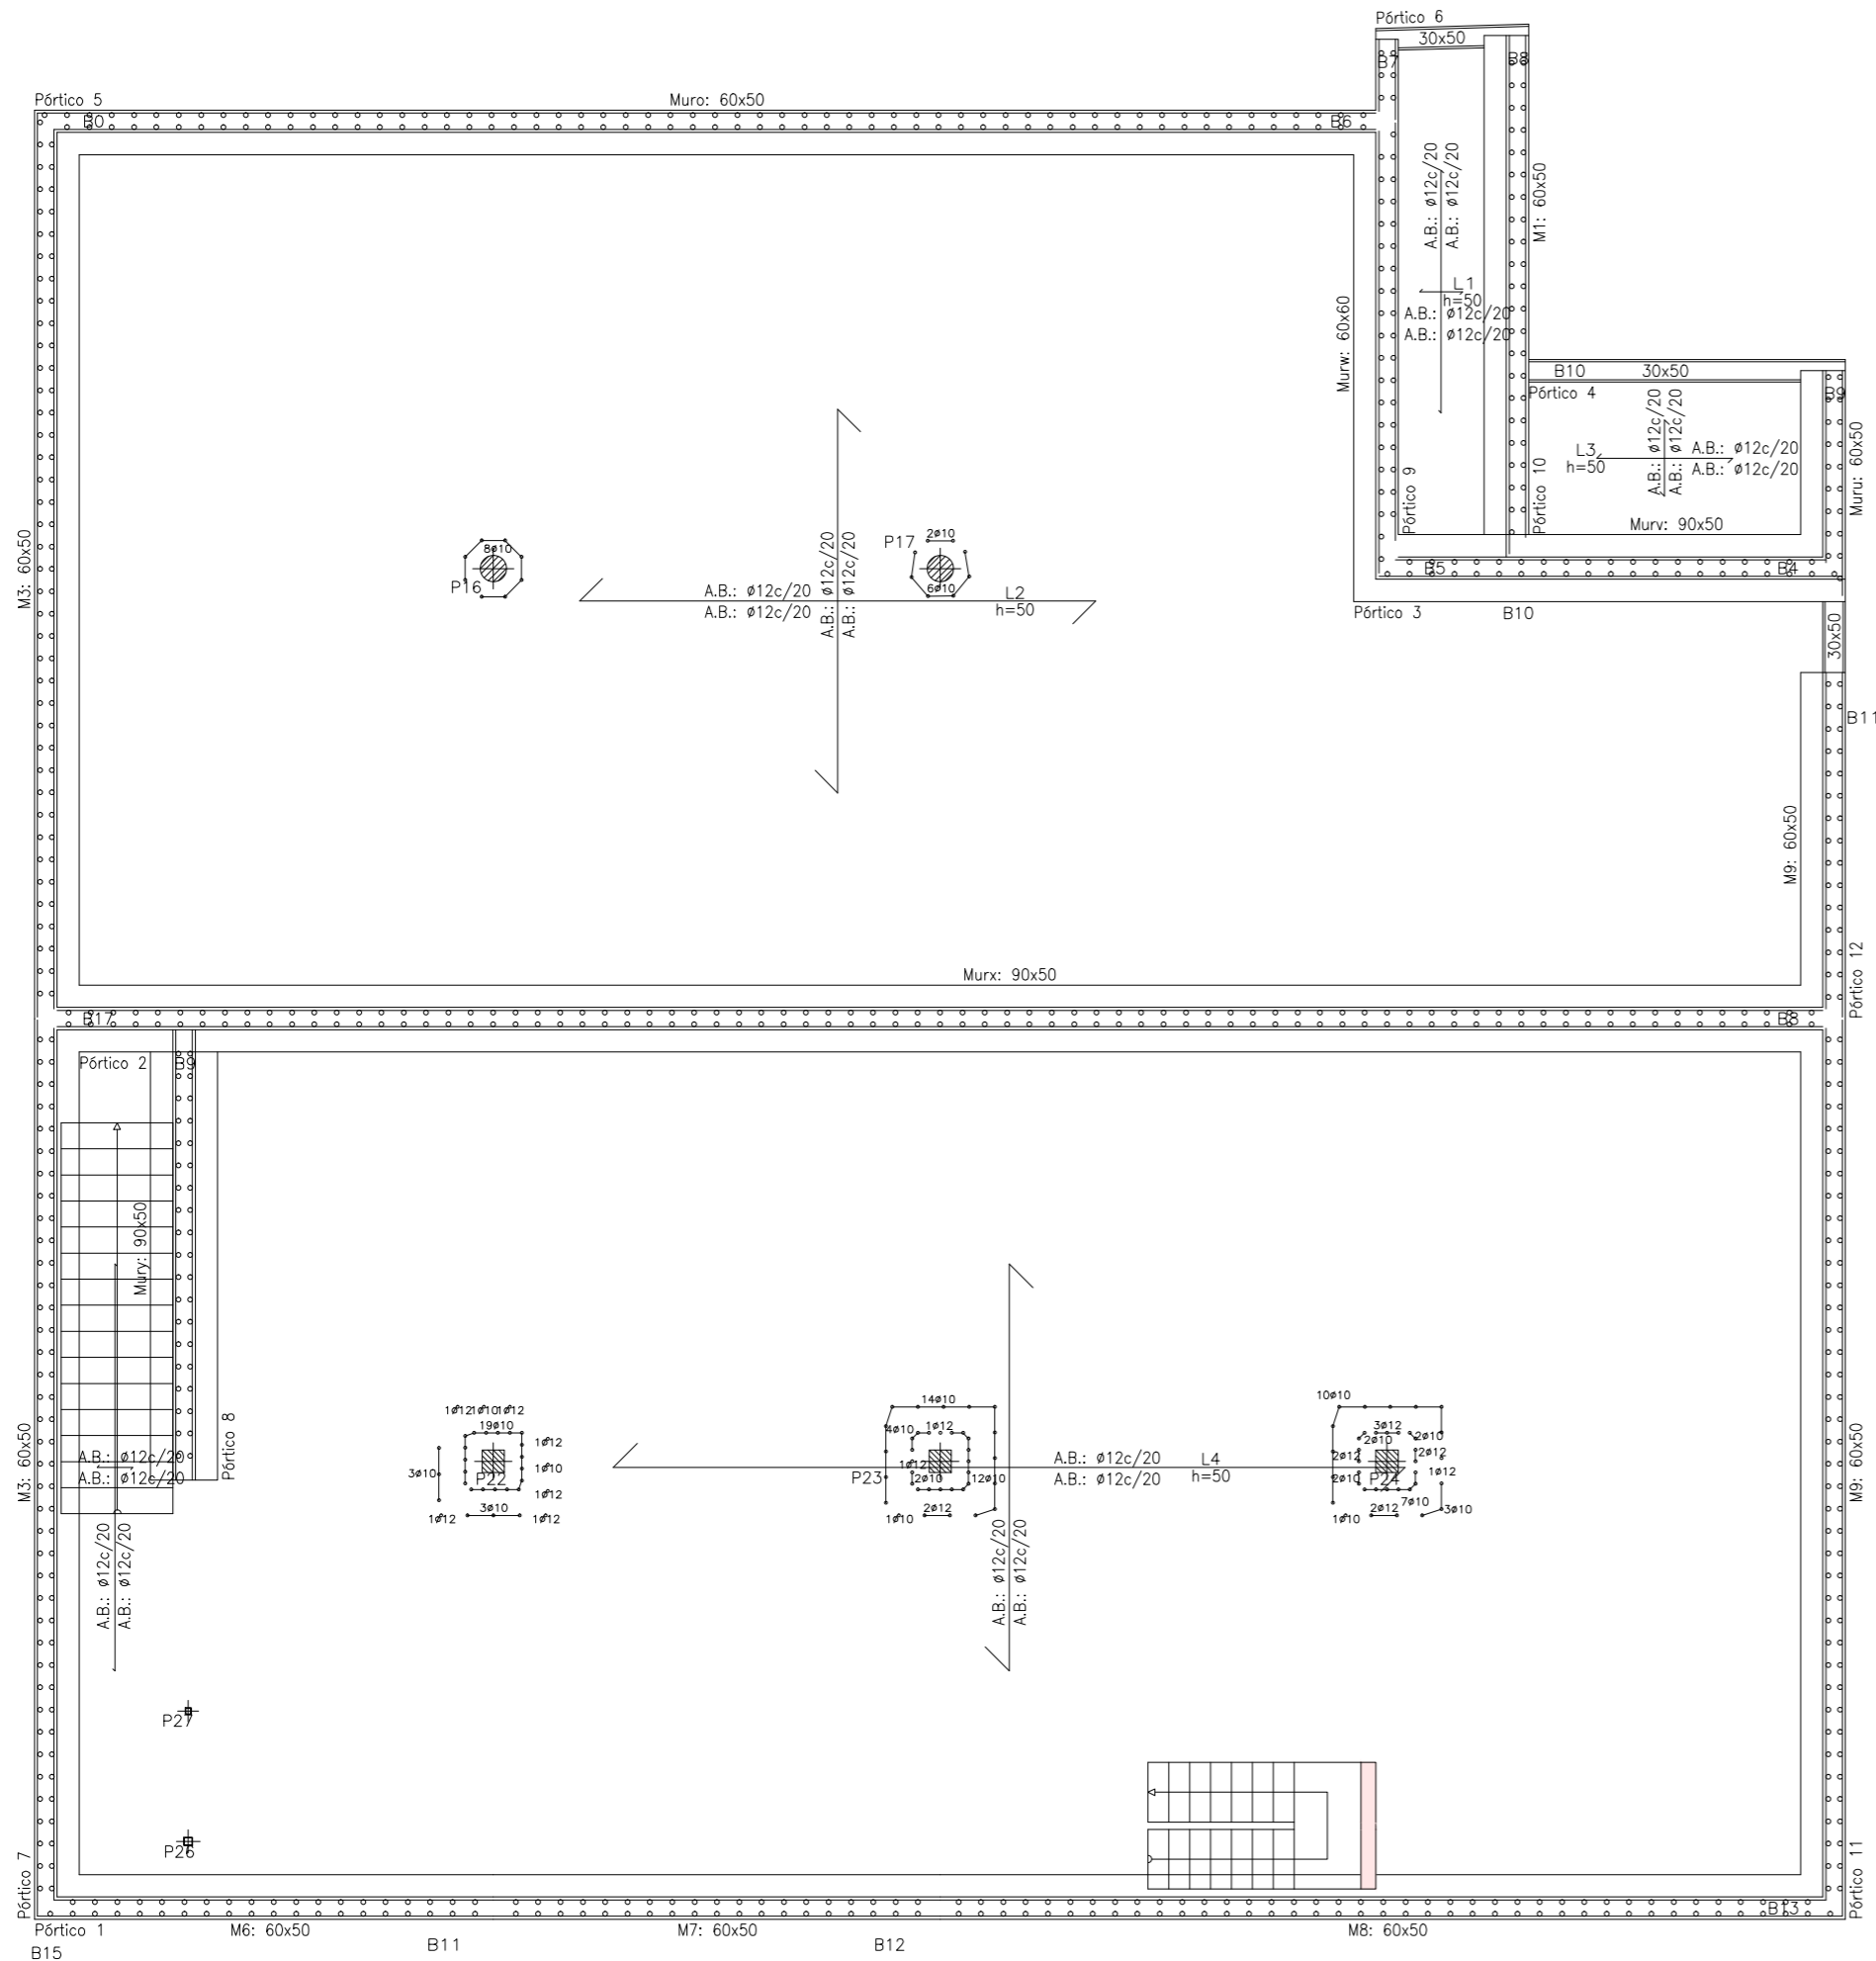 Pórtico 6
30x50
B7
B8
Pórtico 5
Muro: 60x50
B0
B6
A.B.: ø12c/20
A.B.: ø12c/20
M1: 60x50
L1
h=50
A.B.: ø12c/20
A.B.: ø12c/20
Murw: 60x60
B10
30x50
B9
Pórtico 4
A.B.: ø12c/20
A.B.: ø12c/20
L3
h=50
A.B.: ø12c/20
A.B.: ø12c/20
Muru: 60x50
Pórtico 9
Pórtico 10
Murv: 90x50
M3: 60x50
8ø10
P16
P17
2ø10
6ø10
A.B.: ø12c/20
A.B.: ø12c/20
A.B.: ø12c/20
A.B.: ø12c/20
L2
h=50
B5
B4
Pórtico 3
B10
30x50
B11
M9: 60x50
Murx: 90x50
Pórtico 12
B17
B8
Pórtico 2
B9
Mury: 90x50
M3: 60x50
A.B.: ø12c/20
A.B.: ø12c/20
Pórtico 8
A.B.: ø12c/20
A.B.: ø12c/20
1ø12
1ø10
1ø12
19ø10
1ø12
1ø10
1ø12
3ø10
P22
3ø10
1ø12
1ø12
14ø10
4ø10
1ø12
1ø12
P23
2ø10
12ø10
2ø12
1ø10
A.B.: ø12c/20
A.B.: ø12c/20
L4
h=50
A.B.: ø12c/20
A.B.: ø12c/20
10ø10
3ø12
2ø10
2ø10
2ø12
2ø12
2ø10
P24
1ø12
7ø10
3ø10
2ø12
1ø10
M9: 60x50
P27
P26
Pórtico 7
Pórtico 11
B13
Pórtico 1
M6: 60x50
M7: 60x50
M8: 60x50
B15
B11
B12